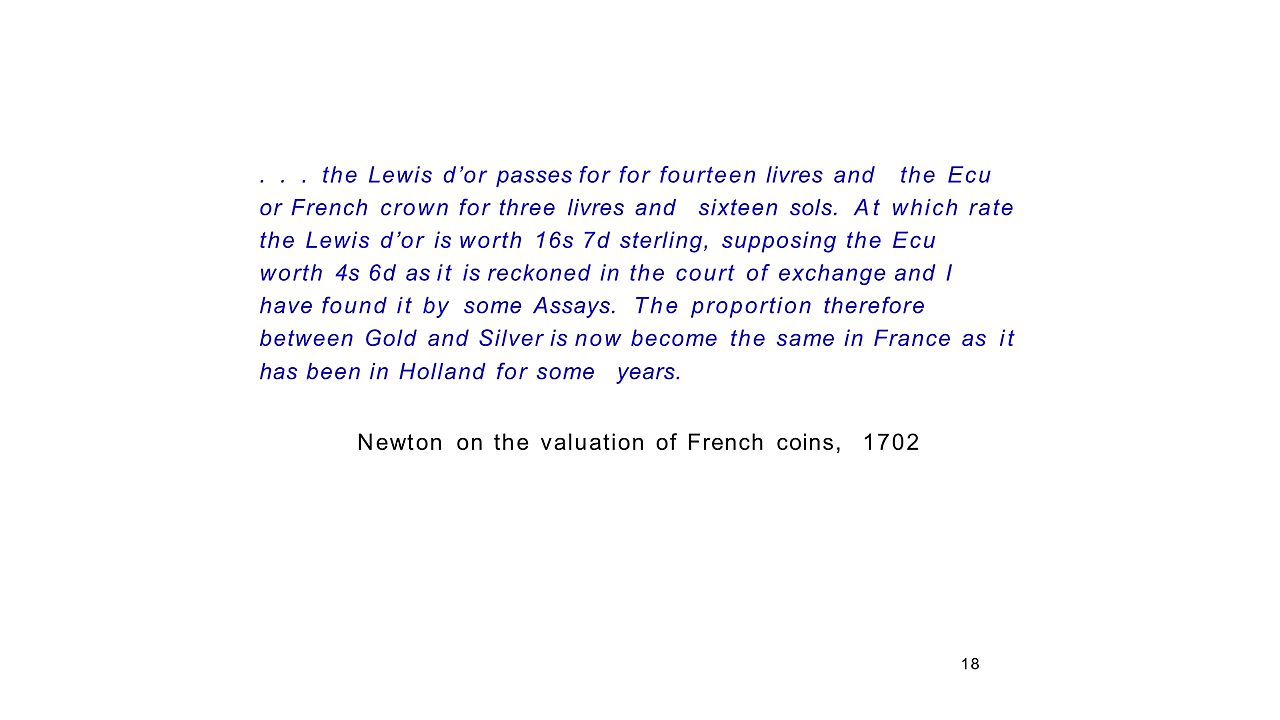 . . . the Lewis d’or passes for for fourteen livres and the Ecu
or French crown for three livres and sixteen sols. At which rate
the Lewis d’or is worth 16s 7d sterling, supposing the Ecu
worth 4s 6d as it is reckoned in the court of exchange and I
have found it by some Assays. The proportion therefore
between Gold and Silver is now become the same in France as it
has been in Holland for some years.
Newton on the valuation of French coins, 1702
18